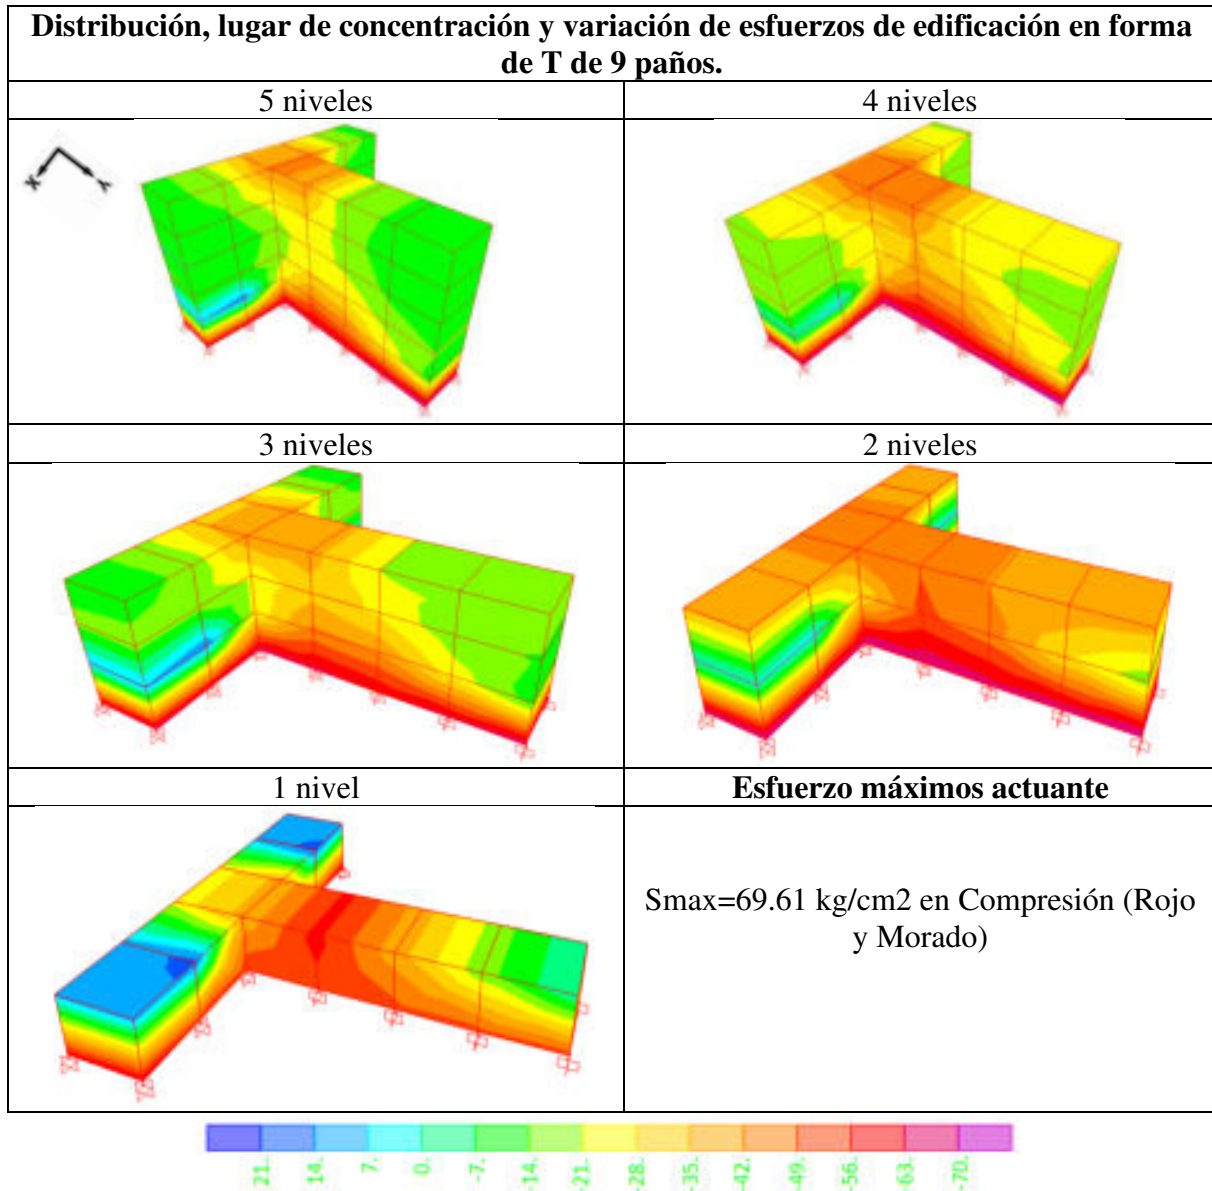 Distribución, lugar de concentración y variación de esfuerzos de edificación en forma
de T de 9 paños.
5 niveles
4 niveles
X
Y
3 niveles
2 niveles
1 nivel
Esfuerzo máximos actuante
Smax=69.61 kg/cm2 en Compresión (Rojo
y Morado)
21. 14. 7. 0. -7. -14. -21. -28. -35. -42. -49. -56. -63. -70.